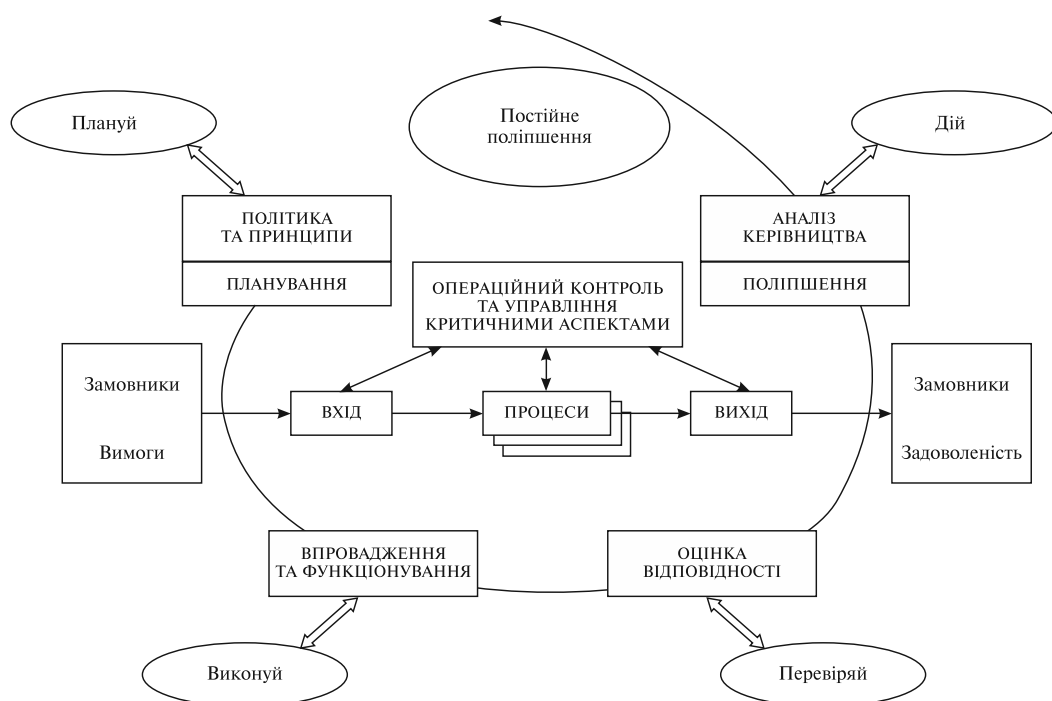 Постійне
поліпшення
Плануй
Дій
ПОЛІТИКА
ТА ПРИНЦИПИ
ПЛАНУВАННЯ
АНАЛІЗ
КЕРІВНИЦТВА
ПОЛІПШЕННЯ
ОПЕРАЦІЙНИЙ КОНТРОЛЬ
ТА УПРАВЛІННЯ
КРИТИЧНИМИ АСПЕКТАМИ
Замовники
Вимоги
ВХІД
ПРОЦЕСИ
ВИХІД
Замовники
Задоволеність
ВПРОВАДЖЕННЯ
ТА ФУНКЦІОНУВАННЯ
ОЦІНКА
ВІДПОВІДНОСТІ
Виконуй
Перевіряй